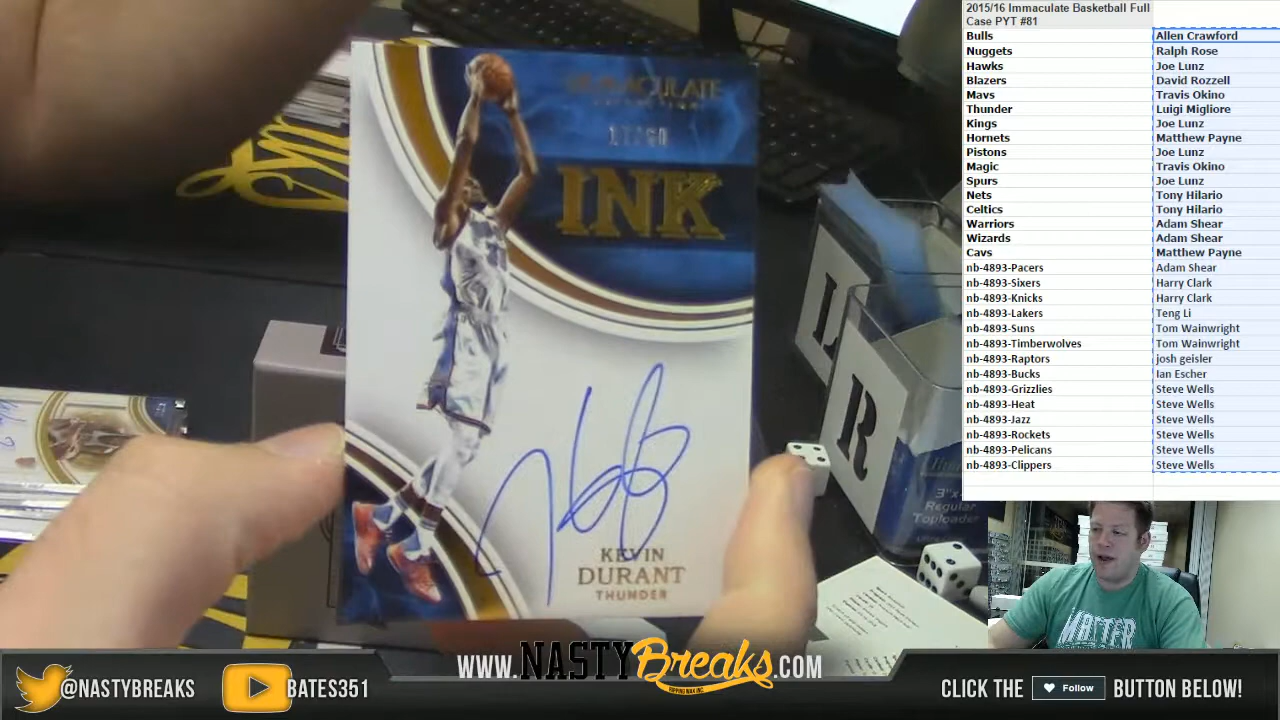 IMMACULATE
COLLECTION
INK
KEVIN
DURANT
THUNDER
L
R
3"x
Regular
Toploader
2015/16 Immaculate Basketball Full
Case PYT #81
Bulls Allen Crawford
Nuggets Ralph Rose
Hawks Joe Lunz
Blazers David Rozzell
Mavs Travis Okino
Thunder Luigi Migliore
Kings Joe Lunz
Hornets Matthew Payne
Pistons Joe Lunz
Magic Travis Okino
Spurs Joe Lunz
Nets Tony Hilario
Celtics Tony Hilario
Warriors Adam Shear
Wizards Adam Shear
Cavs Matthew Payne
nb-4893-Pacers Adam Shear
nb-4893-Sixers Harry Clark
nb-4893-Knicks Harry Clark
nb-4893-Lakers Teng Li
nb-4893-Suns Tom Wainwright
nb-4893-Timberwolves Tom Wainwright
nb-4893-Raptors josh geisler
nb-4893-Bucks Ian Escher
nb-4893-Grizzlies Steve Wells
nb-4893-Heat Steve Wells
nb-4893-Jazz Steve Wells
nb-4893-Rockets Steve Wells
nb-4893-Pelicans Steve Wells
nb-4893-Clippers Steve Wells
MATTER
@NASTYBREAKS
BATES351
WWW.NASTYBreaks.COM
CLICK THE Follow BUTTON BELOW!